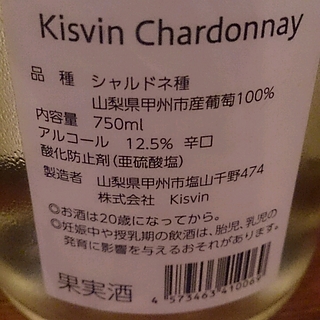 Kisvin Chardonnay
品 種 シャルドネ種
山梨県甲州市産葡萄100%
内容量 750ml
アルコール 12.5% 辛口
酸化防止剤(亜硫酸塩)
製造者 山梨県甲州市塩山千野474
株式会社 Kisvin
◎お酒は20歳になってから。
◎妊娠中や授乳期の飲酒は、胎児、乳児の
発育に影響を与えるおそれがあります。
果実酒